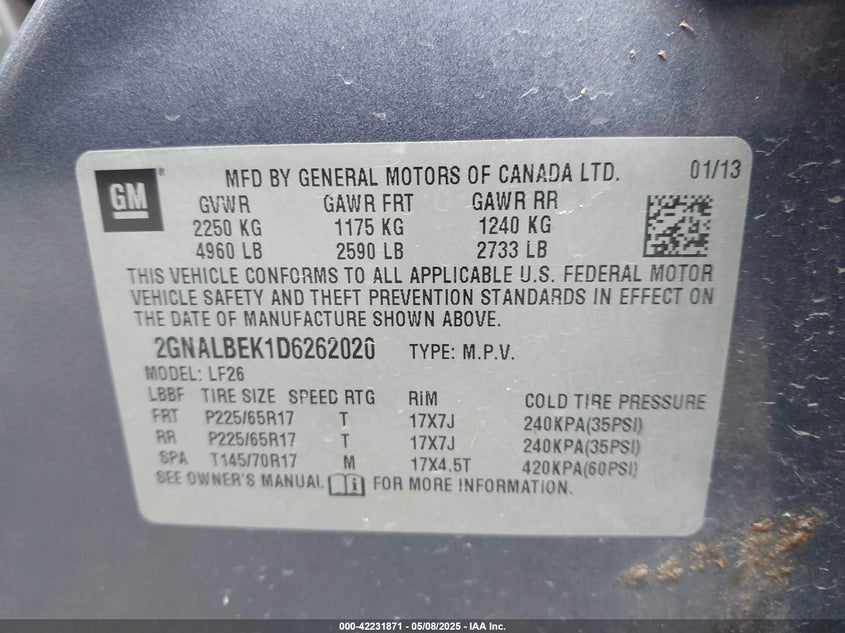 GM ® MFD BY GENERAL MOTORS OF CANADA LTD. 01/13
GVWR GAWR FRT GAWR RR
2250 KG 1175 KG 1240 KG
4960 LB 2590 LB 2733 LB
THIS VEHICLE CONFORMS TO ALL APPLICABLE U.S. FEDERAL MOTOR
VEHICLE SAFETY AND THEFT PREVENTION STANDARDS IN EFFECT ON
THE DATE OF MANUFACTURE SHOWN ABOVE.
2GNALBEK1D6262020 TYPE: M.P.V.
MODEL: LF26
LBBF TIRE SIZE SPEED RTG RiM COLD TIRE PRESSURE
FRT P225/65R17 T 17X7J 240KPA(35PSI)
RR P225/65R17 T 17X7J 240KPA(35PSI)
SPA T145/70R17 M 17X4.5T 420KPA(60PSI)
SEE OWNER'S MANUAL i FOR MORE INFORMATION.
000-42231871 — 05/08/2025 — IAA Inc.